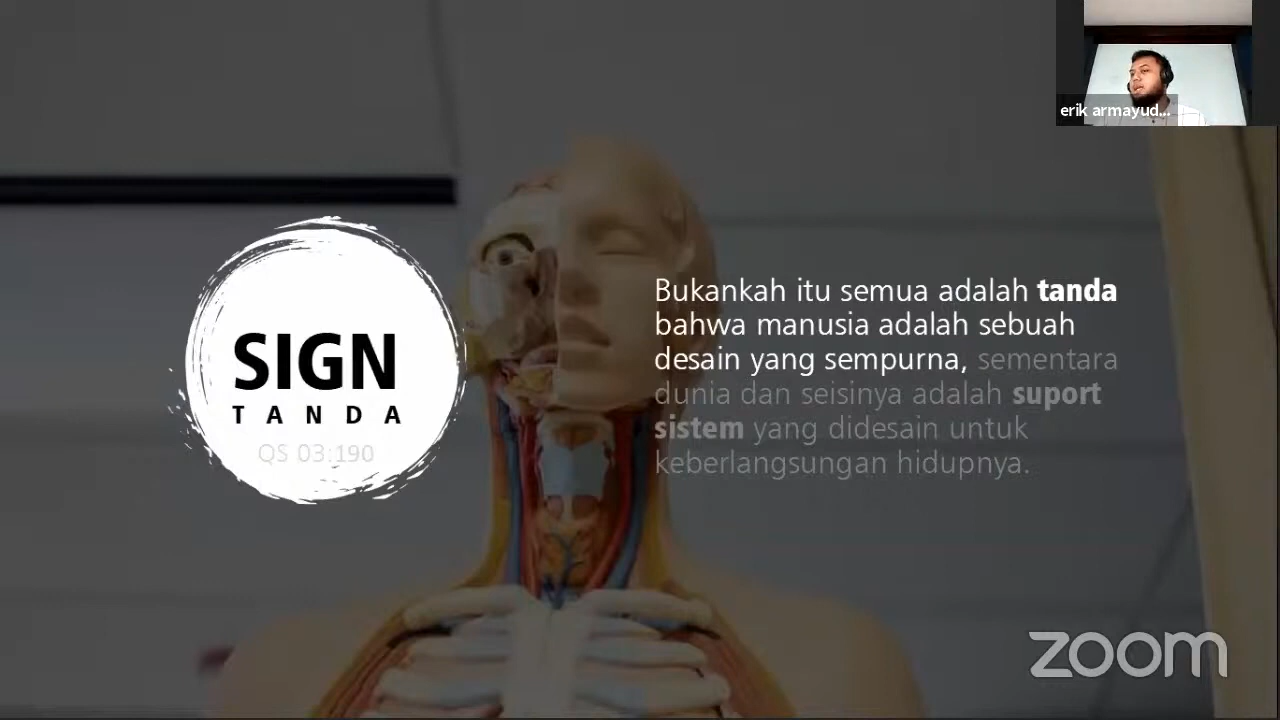 erik armayud...
SIGN
TANDA
QS 03:190
Bukankah itu semua adalah tanda
bahwa manusia adalah sebuah
desain yang sempurna, sementara
dunia dan seisinya adalah suport
sistem yang didesain untuk
keberlangsungan hidupnya.
zoom